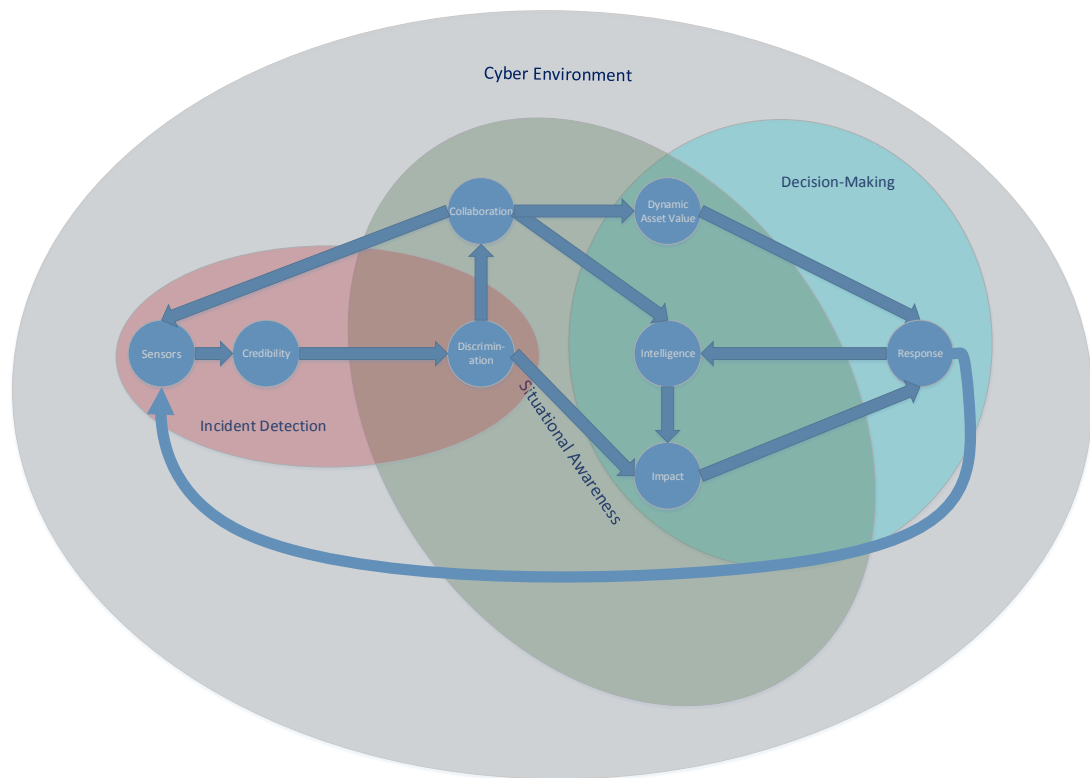 Cyber Environment
Decision-Making
Collaboration
Dynamic
Asset Value
Sensors
Credibility
Discrimin-
ation
Intelligence
Response
Incident Detection
Situational Awareness
Impact